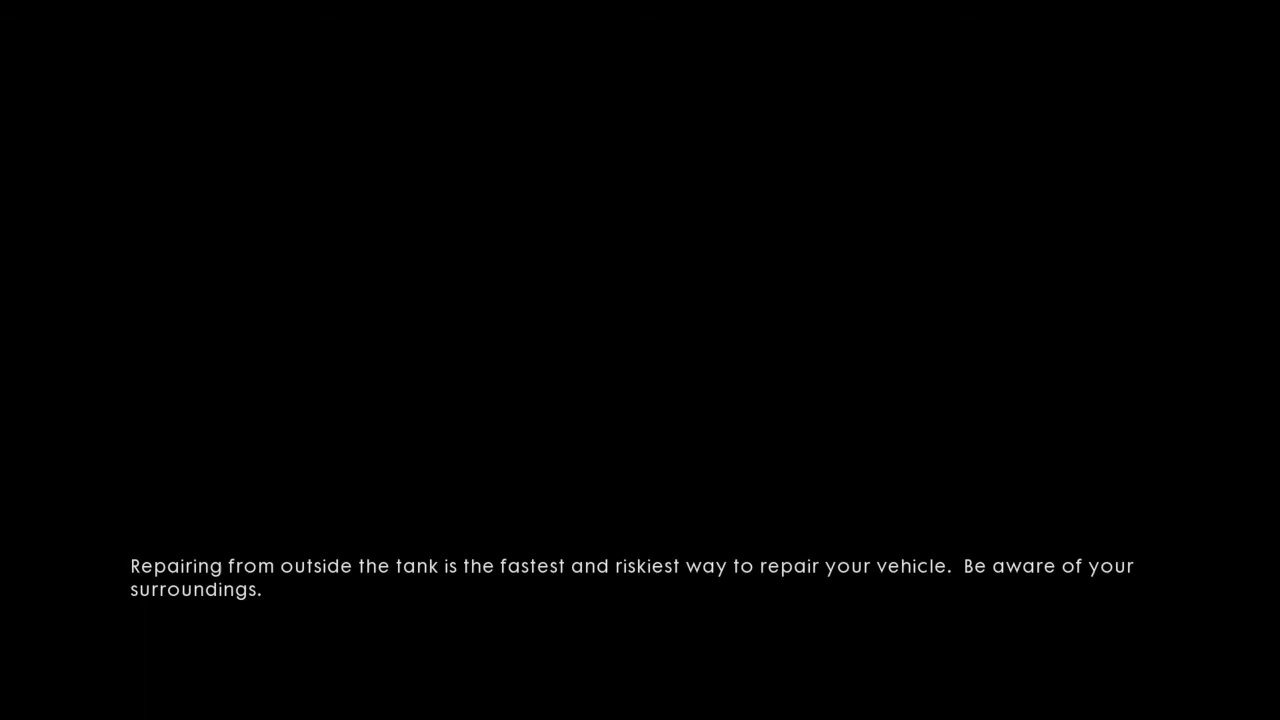 Repairing from outside the tank is the fastest and riskiest way to repair your vehicle.  Be aware of your
surroundings.